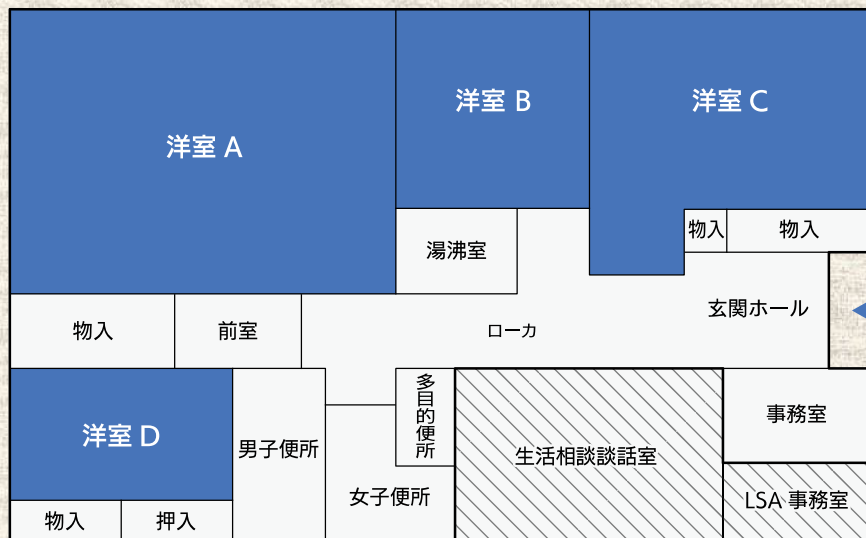 洋室 A
洋室 B
洋室 C
湯沸室
物入
物入
物入
前室
ローカ
玄関ホール
洋室 D
男子便所
多目的便所
女子便所
生活相談談話室
事務室
LSA 事務室
物入
押入